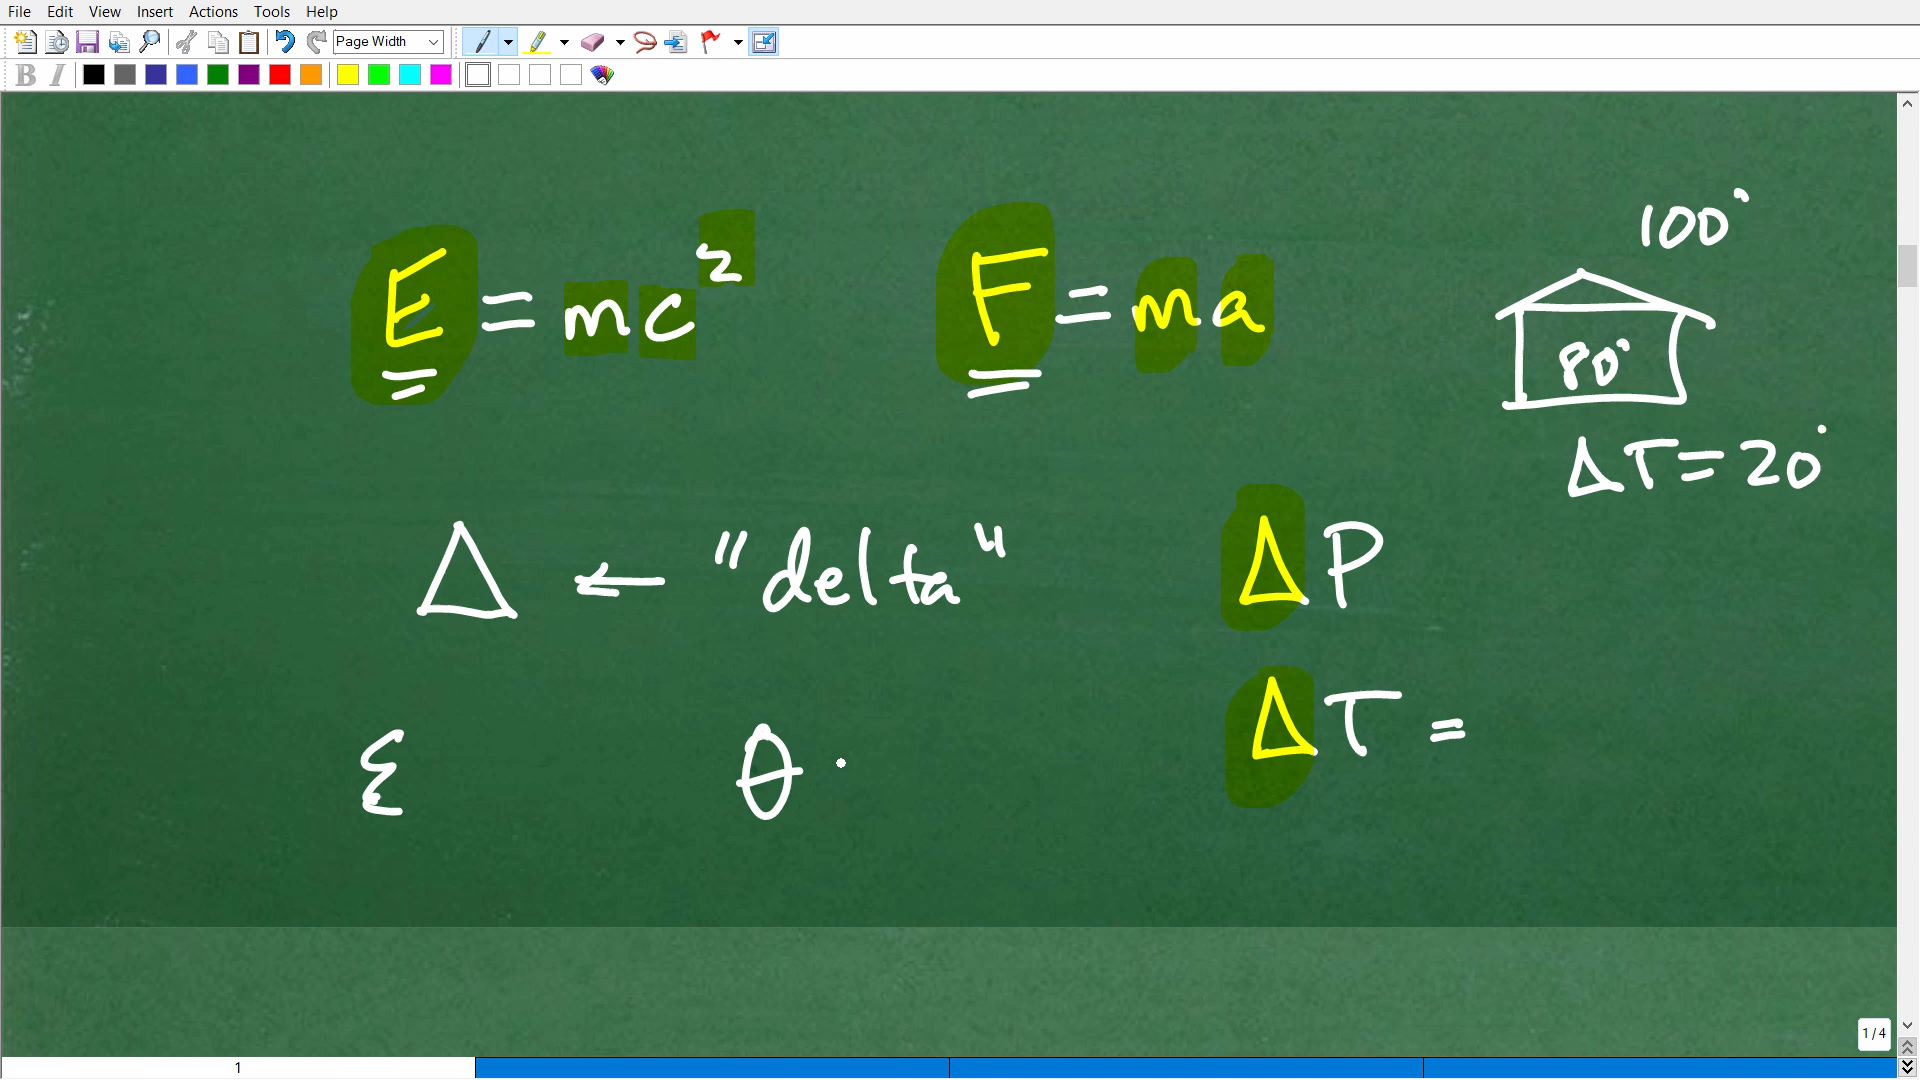 File Edit View Insert Actions Tools Help
Page Width
B I
E = mc²
F = ma
100°
80°
ΔT = 20°
Δ ← "delta"
ΔP
ΔT =
Σ θ
1 / 4
1